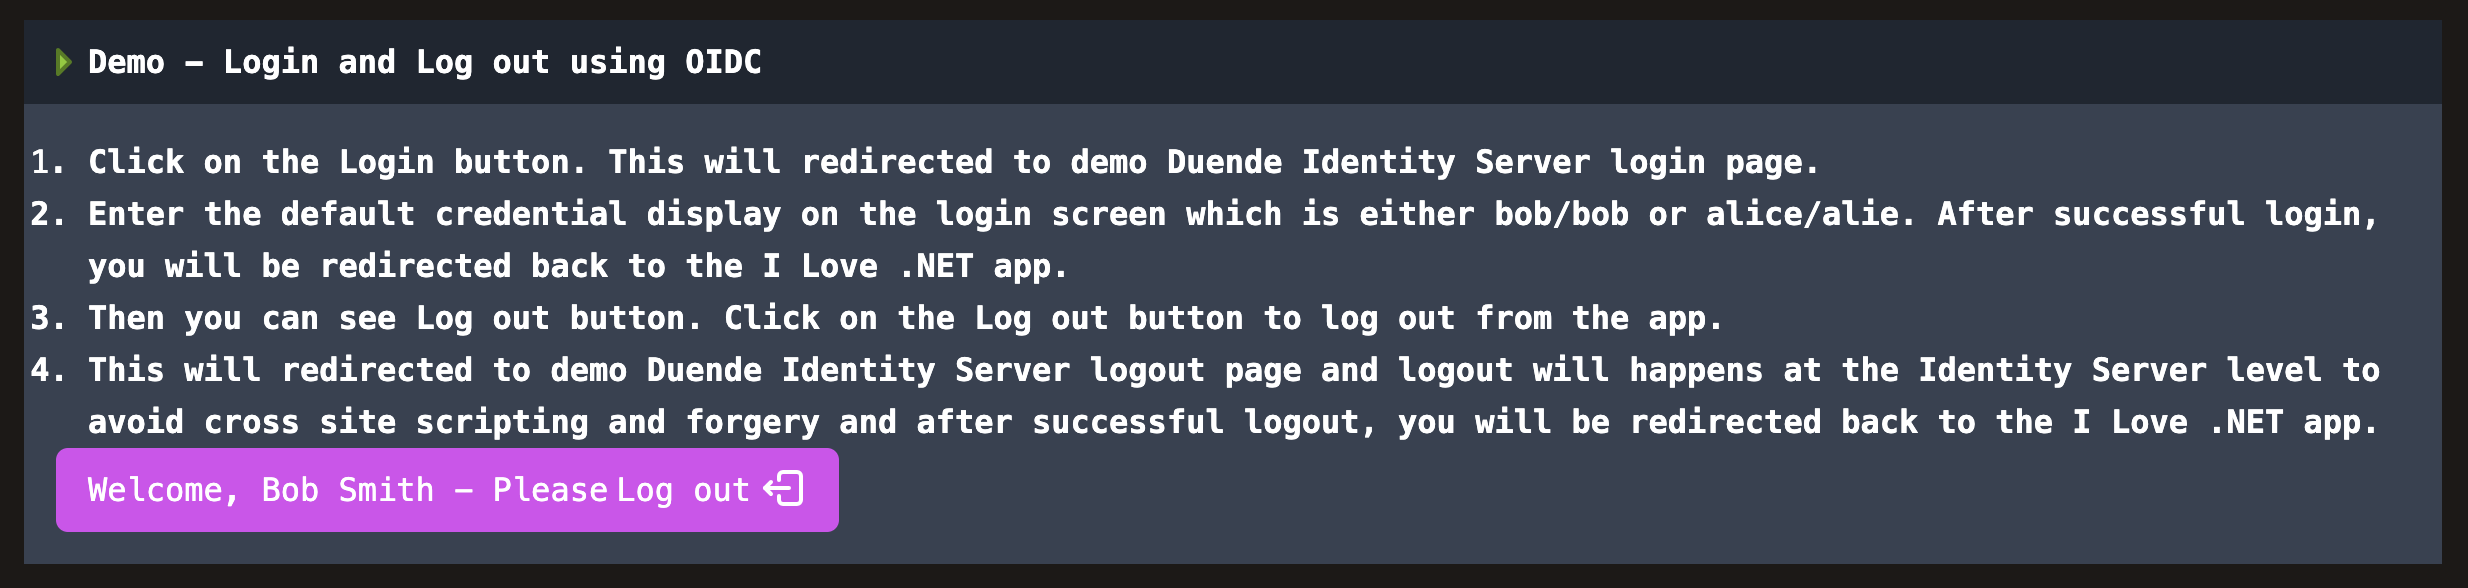 Demo - Login and Log out using OIDC
1. Click on the Login button. This will redirected to demo Duende Identity Server login page.
2. Enter the default credential display on the login screen which is either bob/bob or alice/alie. After successful login,
you will be redirected back to the I Love .NET app.
3. Then you can see Log out button. Click on the Log out button to log out from the app.
4. This will redirected to demo Duende Identity Server logout page and logout will happens at the Identity Server level to
avoid cross site scripting and forgery and after successful logout, you will be redirected back to the I Love .NET app.
Welcome, Bob Smith - Please Log out